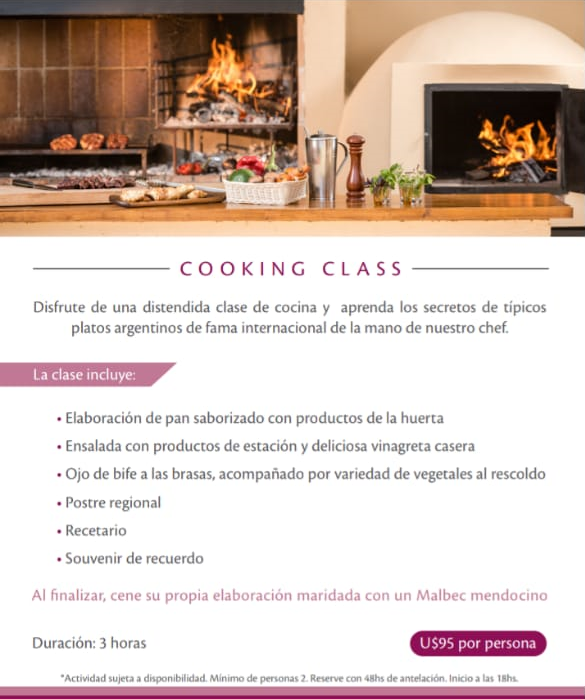 COOKING CLASS
Disfrute de una distendida clase de cocina y aprenda los secretos de típicos
platos argentinos de fama internacional de la mano de nuestro chef.
La clase incluye:
• Elaboración de pan saborizado con productos de la huerta
• Ensalada con productos de estación y deliciosa vinagreta casera
• Ojo de bife a las brasas, acompañado por variedad de vegetales al rescoldo
• Postre regional
• Recetario
• Souvenir de recuerdo
Al finalizar, cene su propia elaboración maridada con un Malbec mendocino
Duración: 3 horas
U$95 por persona
*Actividad sujeta a disponibilidad. Mínimo de personas 2. Reserve con 48hs de antelación. Inicio a las 18hs.